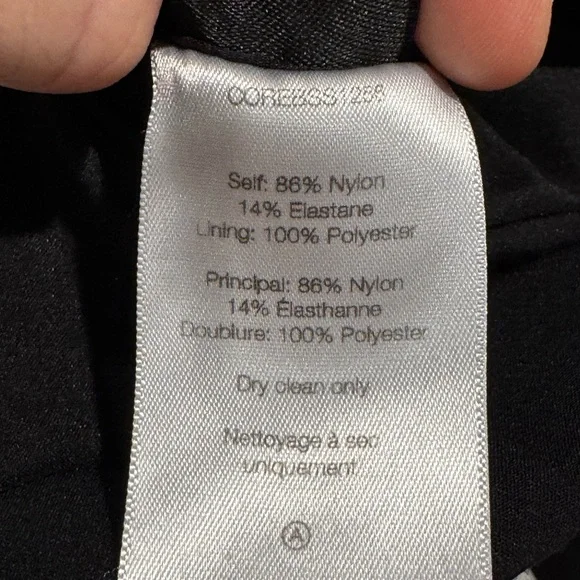 COREBSS1258
Self: 86% Nylon
14% Elastane
Lining: 100% Polyester
Principal: 86% Nylon
14% Élasthanne
Doublure: 100% Polyester
Dry clean only
Nettoyage à sec
uniquement
A